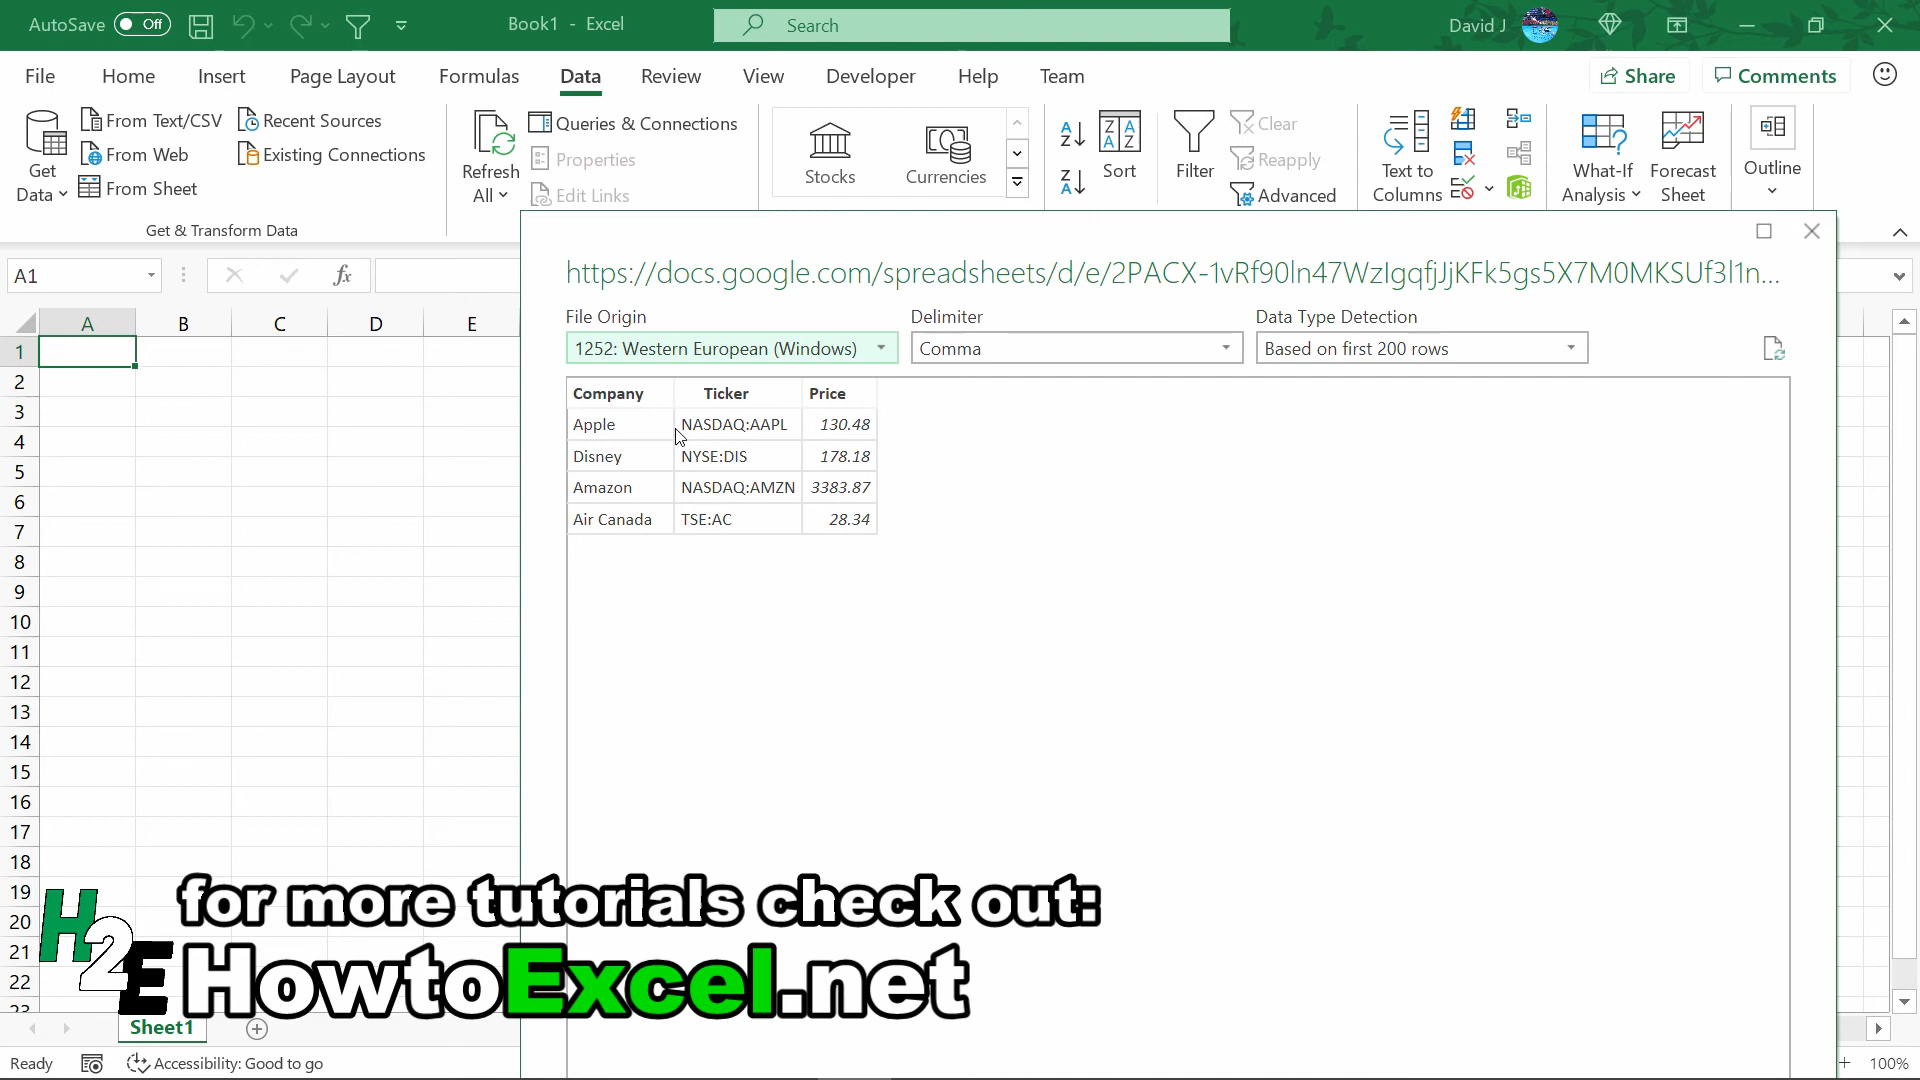 AutoSave Off Book1 - Excel Search David J
File Home Insert Page Layout Formulas Data Review View Developer Help Team Share Comments
Get Data
From Text/CSV
From Web
From Sheet
Recent Sources
Existing Connections
Get & Transform Data
Refresh All
Queries & Connections
Properties
Edit Links
Stocks
Currencies
Z A
A Z
Sort
Filter
Clear
Reapply
Advanced
Text to Columns
What-If Analysis
Forecast Sheet
Outline
A1
fx
A B C D E
1
2
3
4
5
6
7
8
9
10
11
12
13
14
15
16
17
18
19
20
21
22
23
https://docs.google.com/spreadsheets/d/e/2PACX-1vRf90ln47WzIgqfjJjKFk5gs5X7M0MKSUf3l1n...
File Origin Delimiter Data Type Detection
1252: Western European (Windows) Comma Based on first 200 rows
Company Ticker Price
Apple NASDAQ:AAPL 130.48
Disney NYSE:DIS 178.18
Amazon NASDAQ:AMZN 3383.87
Air Canada TSE:AC 28.34
H2E
for more tutorials check out:
HowtoExcel.net
Sheet1
Ready Accessibility: Good to go 100%